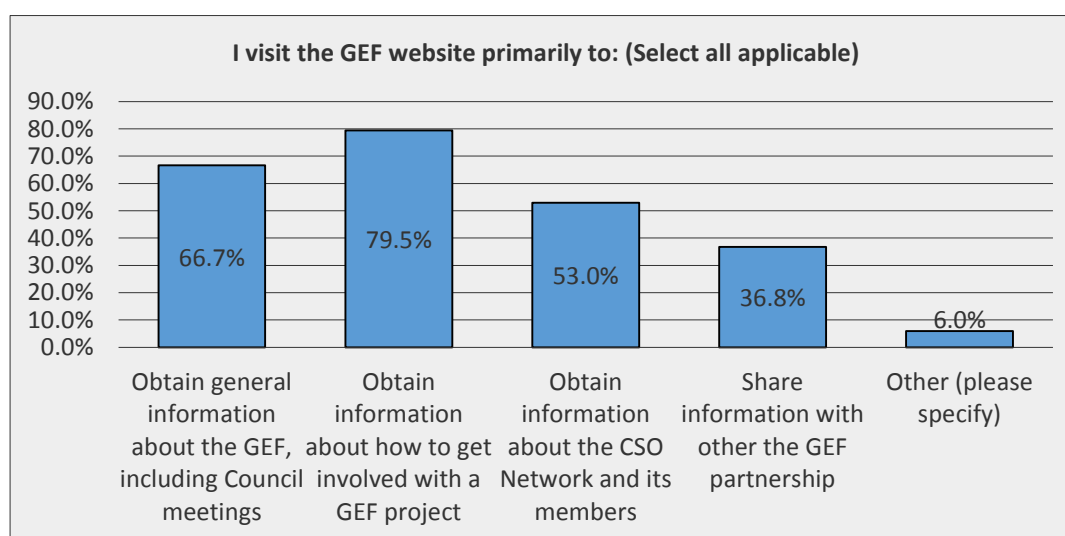 I visit the GEF website primarily to: (Select all applicable)
90.0%
80.0%
70.0%
60.0%
50.0%
40.0%
30.0%
20.0%
10.0%
0.0%
66.7%
79.5%
53.0%
36.8%
6.0%
Obtain general
information
about the GEF,
including Council
meetings
Obtain
information
about how to get
involved with a
GEF project
Obtain
information
about the CSO
Network and its
members
Share
information with
other the GEF
partnership
Other (please
specify)